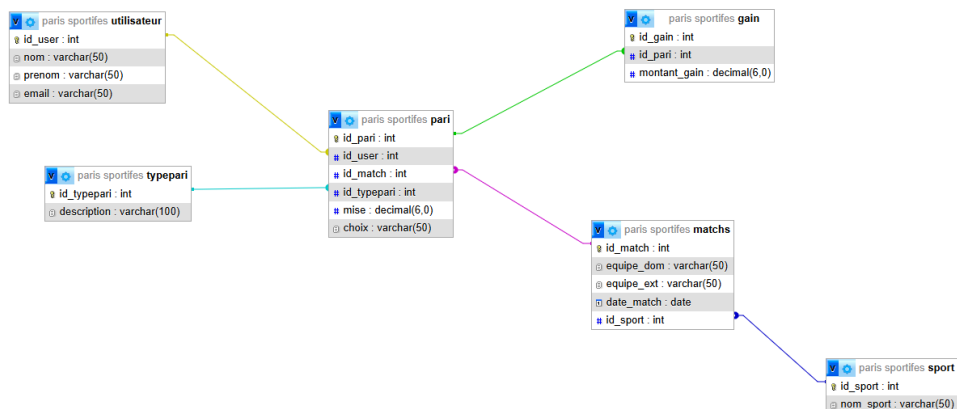 paris sportifes utilisateur
id_user : int
nom : varchar(50)
prenom : varchar(50)
email : varchar(50)
paris sportifes gain
id_gain : int
id_pari : int
montant_gain : decimal(6,0)
paris sportifes pari
id_pari : int
id_user : int
id_match : int
id_typepari : int
mise : decimal(6,0)
choix : varchar(50)
paris sportifes typepari
id_typepari : int
description : varchar(100)
paris sportifes matchs
id_match : int
equipe_dom : varchar(50)
equipe_ext : varchar(50)
date_match : date
id_sport : int
paris sportifes sport
id_sport : int
nom_sport : varchar(50)